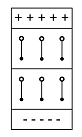 + + + + +
- - - - -